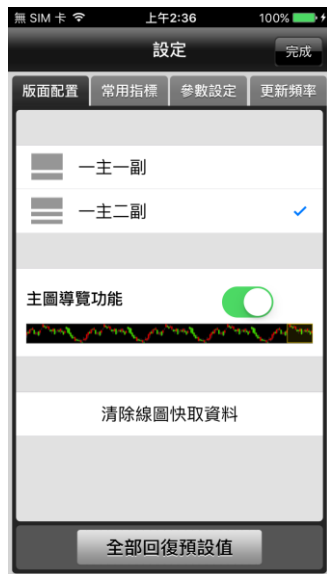 無 SIM 卡 上午2:36 100%
設定 完成
版面配置 常用指標 參數設定 更新頻率
一主一副
一主二副
主圖導覽功能
清除線圖快取資料
全部回復預設值